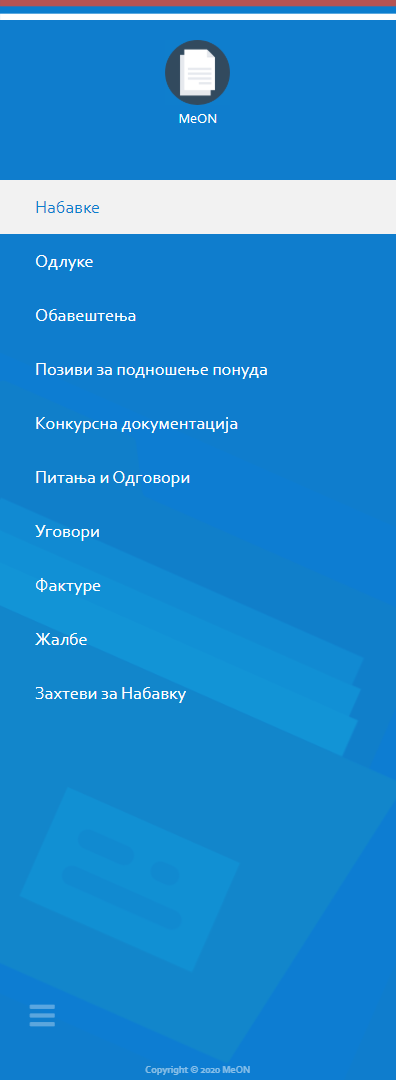 MeON
Набавке
Одлуке
Обавештења
Позиви за подношење понуда
Конкурсна документација
Питања и Одговори
Уговори
Фактуре
Жалбе
Захтеви за Набавку
Copyright © 2020 MeON